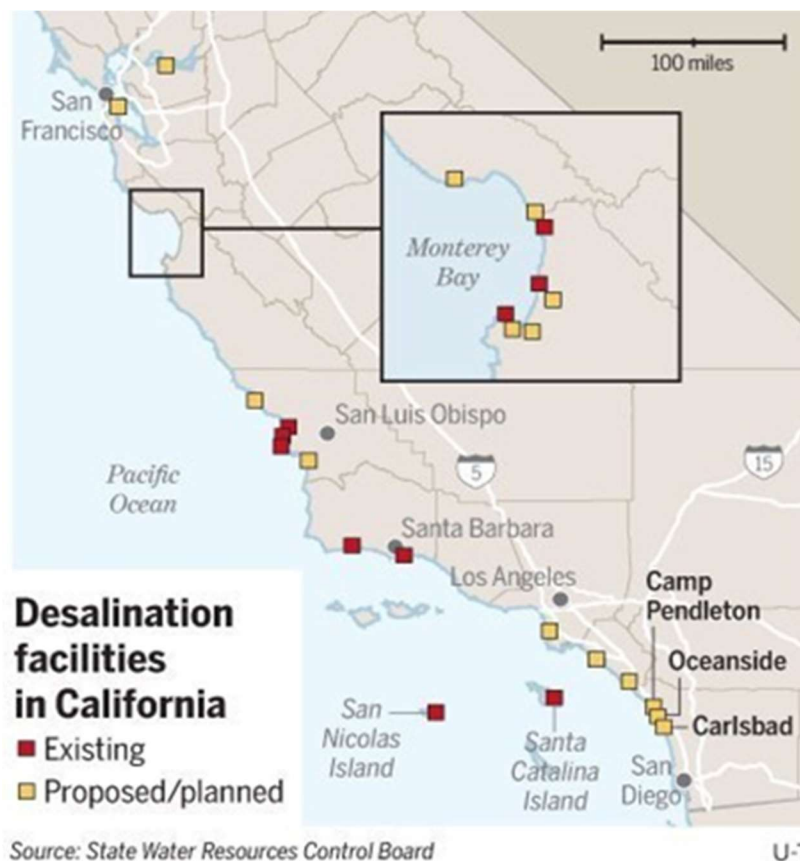 100 miles
San
Francisco
Monterey
Bay
San Luis Obispo
Pacific
Ocean
5
15
Santa Barbara
Los Angeles
Camp
Pendleton
Oceanside
Carlsbad
San
Diego
San
Nicolas
Island
Santa
Catalina
Island
Desalination
facilities
in California
Existing
Proposed/planned
Source: State Water Resources Control Board
U-